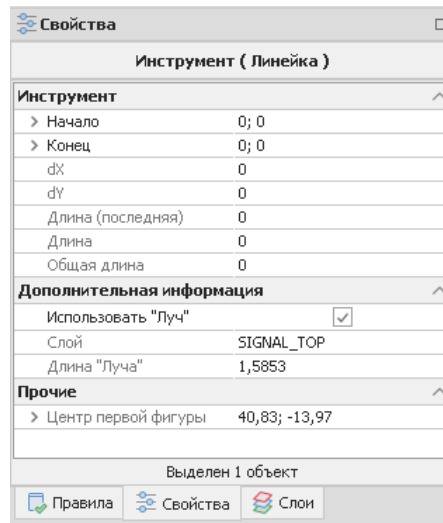 Свойства
Инструмент ( Линейка )
Инструмент
Начало 0; 0
Конец 0; 0
dX 0
dY 0
Длина (последняя) 0
Длина 0
Общая длина 0
Дополнительная информация
Использовать "Луч"
Слой SIGNAL_TOP
Длина "Луча" 1,5853
Прочие
Центр первой фигуры 40,83; -13,97
Выделен 1 объект
Правила Свойства Слои